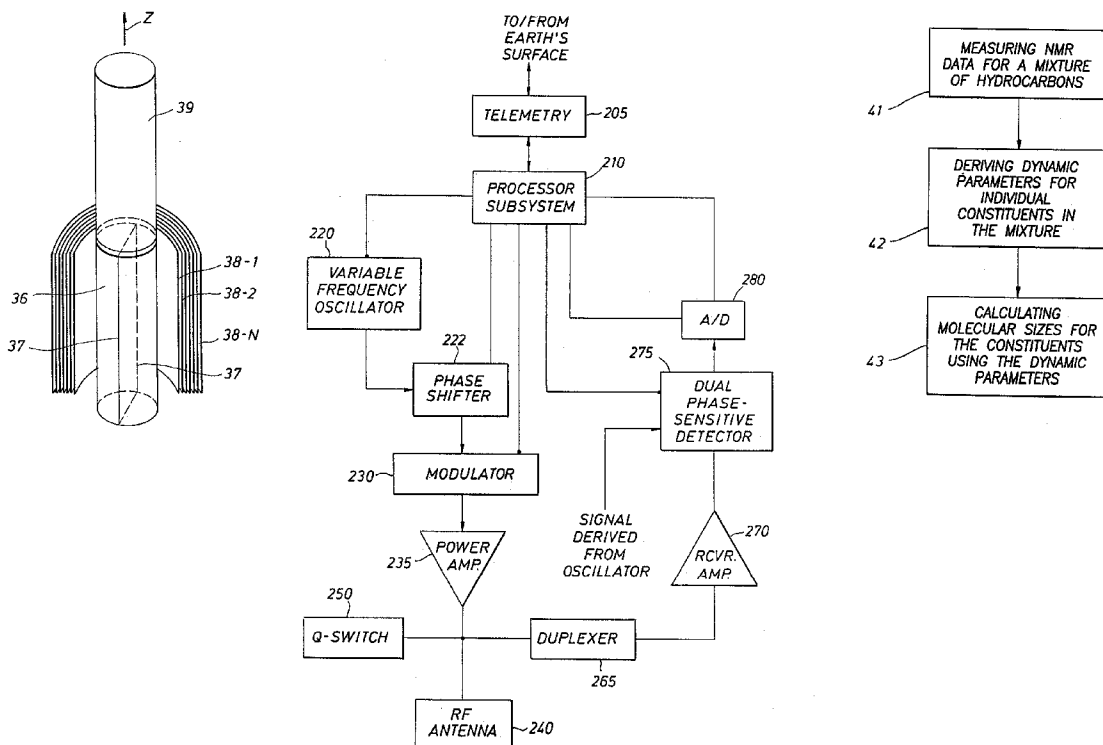 Z
39
38-1
36
38-2
37
38-N
37
TO/FROM
EARTH'S
SURFACE
TELEMETRY
205
210
PROCESSOR
SUBSYSTEM
220
VARIABLE
FREQUENCY
OSCILLATOR
222
PHASE
SHIFTER
230
MODULATOR
POWER
AMP.
235
250
Q-SWITCH
DUPLEXER
265
RF
ANTENNA
240
280
A/D
275
DUAL
PHASE-
SENSITIVE
DETECTOR
SIGNAL
DERIVED
FROM
OSCILLATOR
270
RCVR.
AMP.
MEASURING NMR
DATA FOR A MIXTURE
OF HYDROCARBONS
41
DERIVING DYNAMIC
PARAMETERS FOR
INDIVIDUAL
CONSTITUENTS IN
THE MIXTURE
42
CALCULATING
MOLECULAR SIZES FOR
THE CONSTITUENTS
USING THE DYNAMIC
PARAMETERS
43